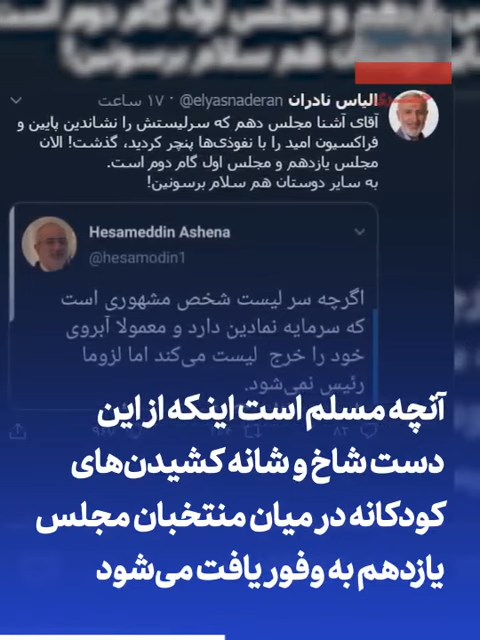 الیاس نادران @elyasnaderan · ۱۷ ساعت
آقای آشنا مجلس دهم که سرلیستش را نشاندین پایین و
فراکسیون امید را با نفوذی‌ها پنچر کردید، گذشت! الان
مجلس یازدهم و مجلس اول گام دوم است.
به سایر دوستان هم سلام برسونین!
Hesameddin Ashena
@hesamodin1
اگرچه سر لیست شخص مشهوری است
که سرمایه نمادین دارد و معمولا آبروی
خود را خرج لیست می‌کند اما لزوما
رئیس نمی‌شود.
آنچه مسلم است اینکه از این
دست شاخ و شانه کشیدن‌های
کودکانه در میان منتخبان مجلس
یازدهم به وفور یافت می‌شود